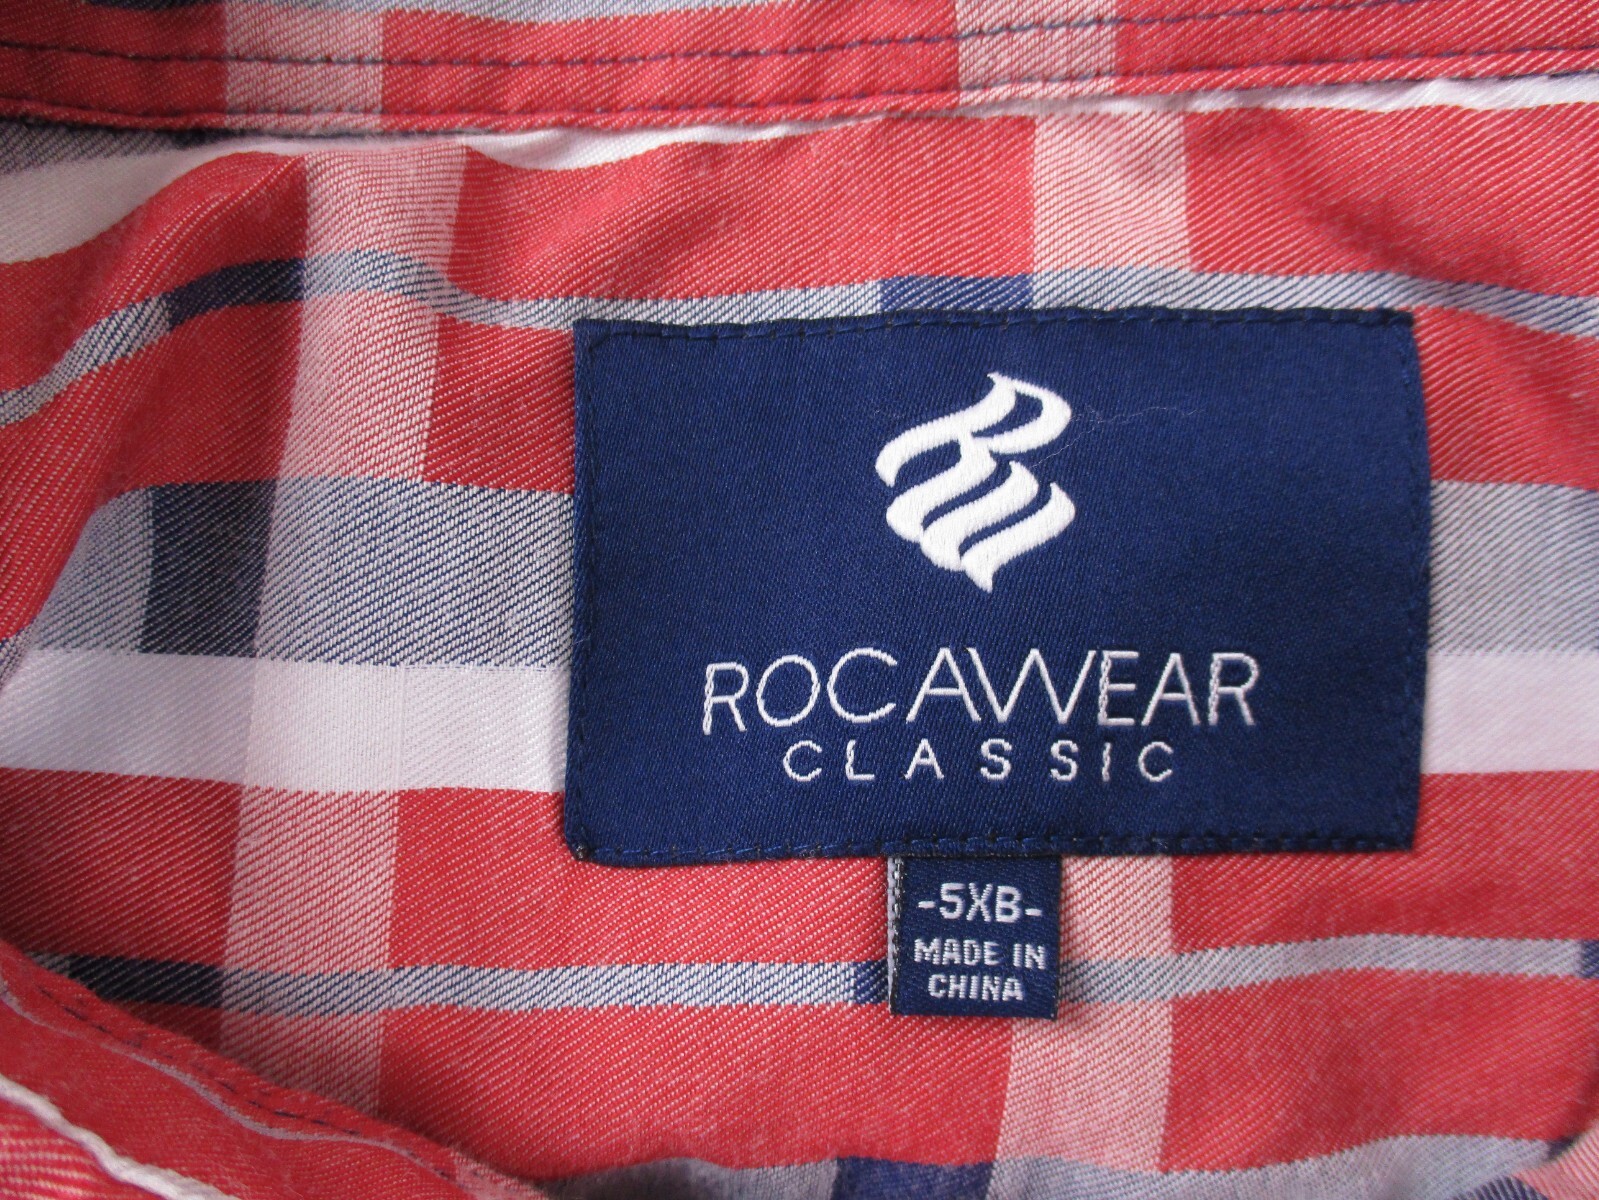 ROCAWEAR
CLASSIC
-5XB-
MADE IN
CHINA